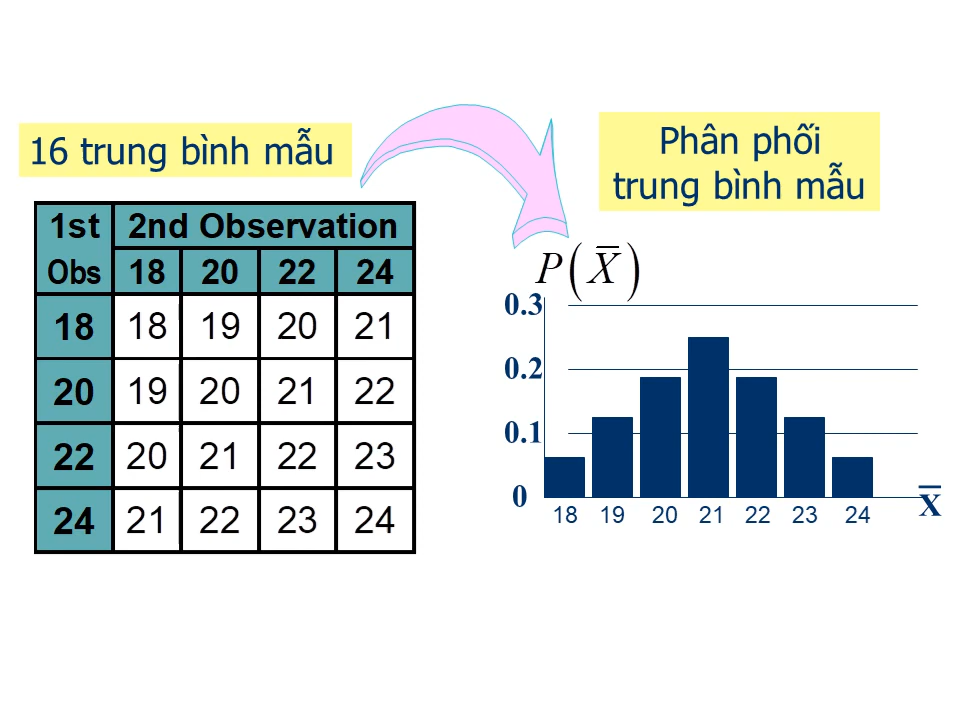 16 trung bình mẫu
Phân phối
trung bình mẫu
1st 2nd Observation
Obs 18 20 22 24
18 18 19 20 21
20 19 20 21 22
22 20 21 22 23
24 21 22 23 24
P(X̅)
0.3
0.2
0.1
0
18 19 20 21 22 23 24
X̅